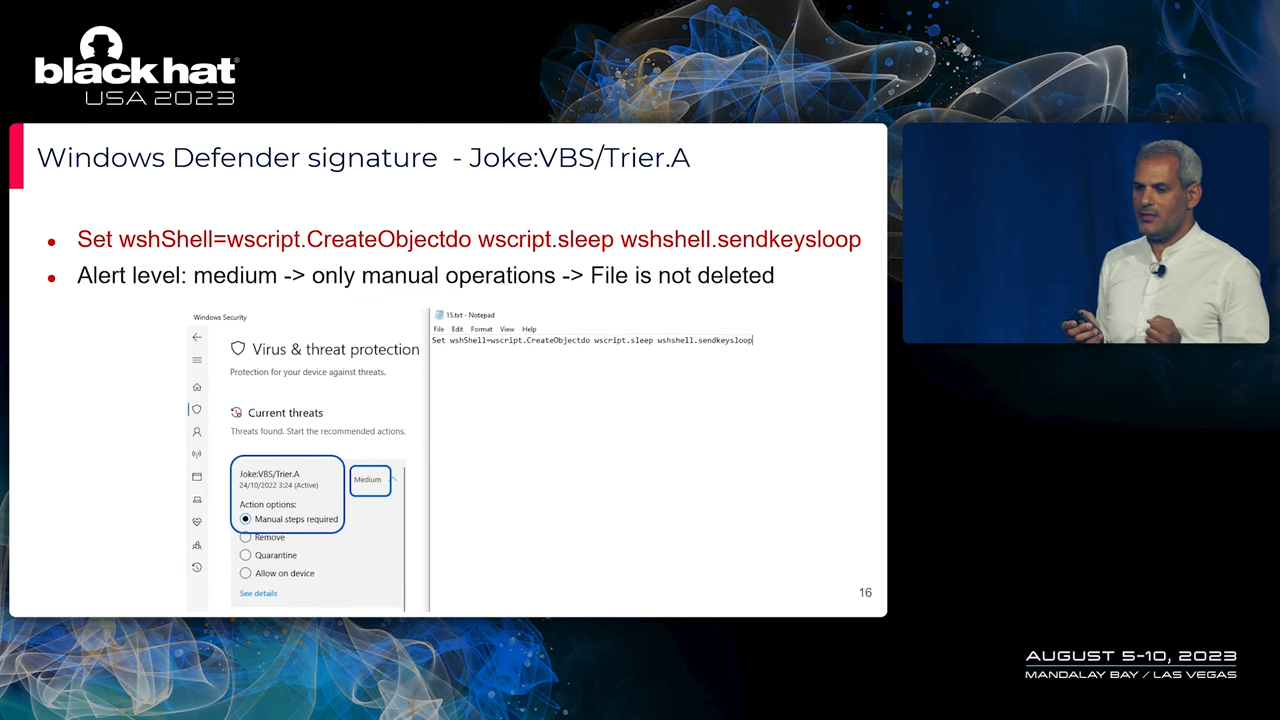 black hat®
USA 2023
Windows Defender signature - Joke:VBS/Trier.A
• Set wshShell=wscript.CreateObjectdo wscript.sleep wshshell.sendkeysloop
• Alert level: medium -> only manual operations -> File is not deleted
Windows Security
Virus & threat protection
Protection for your device against threats.
Current threats
Threats found. Start the recommended actions.
Joke:VBS/Trier.A
24/10/2022 3:24 (Active)
Medium
Action options:
Manual steps required
Remove
Quarantine
Allow on device
See details
15.txt - Notepad
File Edit Format View Help
Set wshShell=wscript.CreateObjectdo wscript.sleep wshshell.sendkeysloop
16
AUGUST 5-10, 2023
MANDALAY BAY / LAS VEGAS